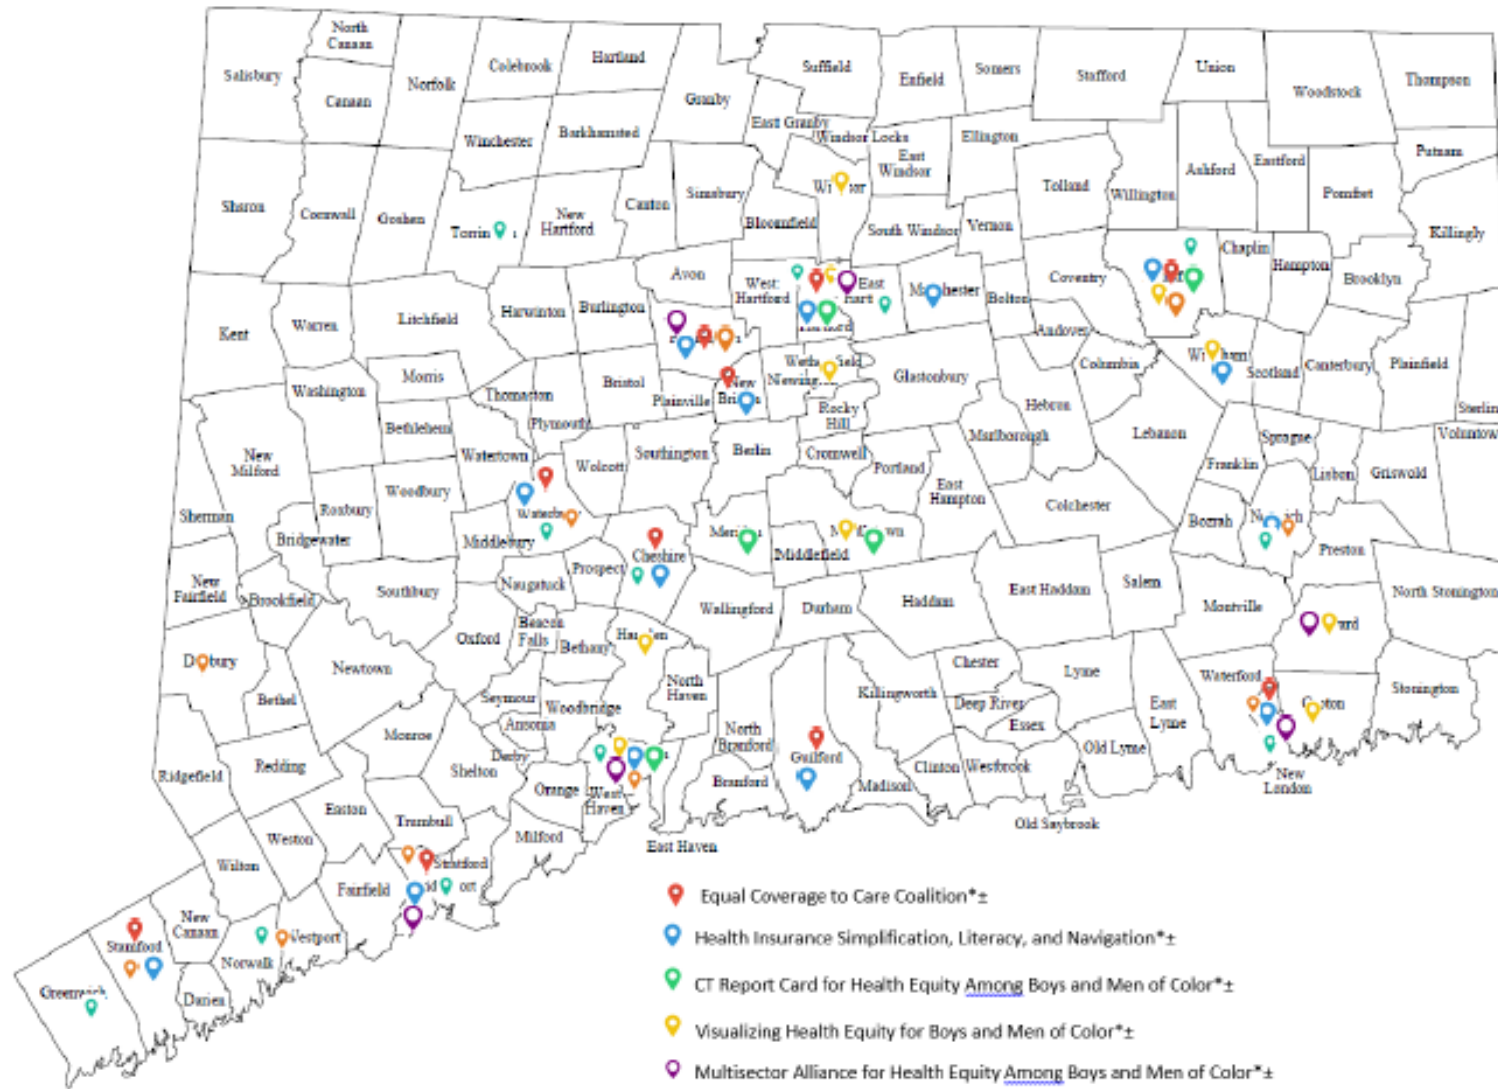 North
Canaan
Salisbury
Canaan
Norfolk
Colebrook
Hartland
Granby
Suffield
Enfield
Somers
Stafford
Union
Woodstock
Thompson
Winchester
Barkhamsted
East Granby
Windsor Locks
East
Windsor
Ellington
Tolland
Willington
Ashford
Eastford
Pomfret
Putnam
Sharon
Cornwall
Goshen
New
Hartford
Canton
Simsbury
Bloomfield
South Windsor
Vernon
Killingly
Avon
West
Hartford
East
Coventry
Chaplin
Hampton
Brooklyn
Kent
Warren
Litchfield
Harwinton
Burlington
Bolton
Andover
Columbia
Scotland
Canterbury
Plainfield
Washington
Morris
Thomaston
Plymouth
Bristol
Plainville
New
Rocky
Hill
Glastonbury
Hebron
Marlborough
Lebanon
Sprague
Sterlin
Voluntow
New
Milford
Bethlehem
Watertown
Wolcott
Southington
Berlin
Cromwell
Portland
East
Hampton
Colchester
Franklin
Lisbon
Griswold
Sherman
Roxbury
Woodbury
Bridgewater
Middlebury
Cheshire
Middlefield
Bozrah
Preston
North Stonington
New
Fairfield
Brookfield
Southbury
Naugatuck
Prospect
Wallingford
Durham
Haddam
East Haddam
Salem
Montville
Oxford
Beacon
Falls
Bethany
Newtown
Bethel
Seymour
Woodbridge
North
Haven
Chester
Deep River
Essex
Lyme
East
Lyme
Waterford
Stonington
Killingworth
North
Branford
Guilford
Ansonia
Derby
Monroe
Shelton
Ridgefield
Redding
Orange
West
Haven
Branford
Madison
Clinton
Westbrook
Old Lyme
New
London
Old Saybrook
Easton
Trumbull
Milford
East Haven
Weston
Wilton
Fairfield
Stratford
New
Canaan
Stamford
Norwalk
Darien
Equal Coverage to Care Coalition*±
Health Insurance Simplification, Literacy, and Navigation*±
CT Report Card for Health Equity Among Boys and Men of Color*±
Visualizing Health Equity for Boys and Men of Color*±
Multisector Alliance for Health Equity Among Boys and Men of Color*±